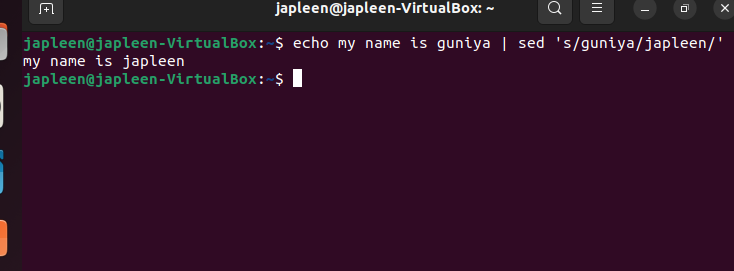 japleen@japleen-VirtualBox: ~
japleen@japleen-VirtualBox:~$ echo my name is guniya | sed 's/guniya/japleen/'
my name is japleen
japleen@japleen-VirtualBox:~$